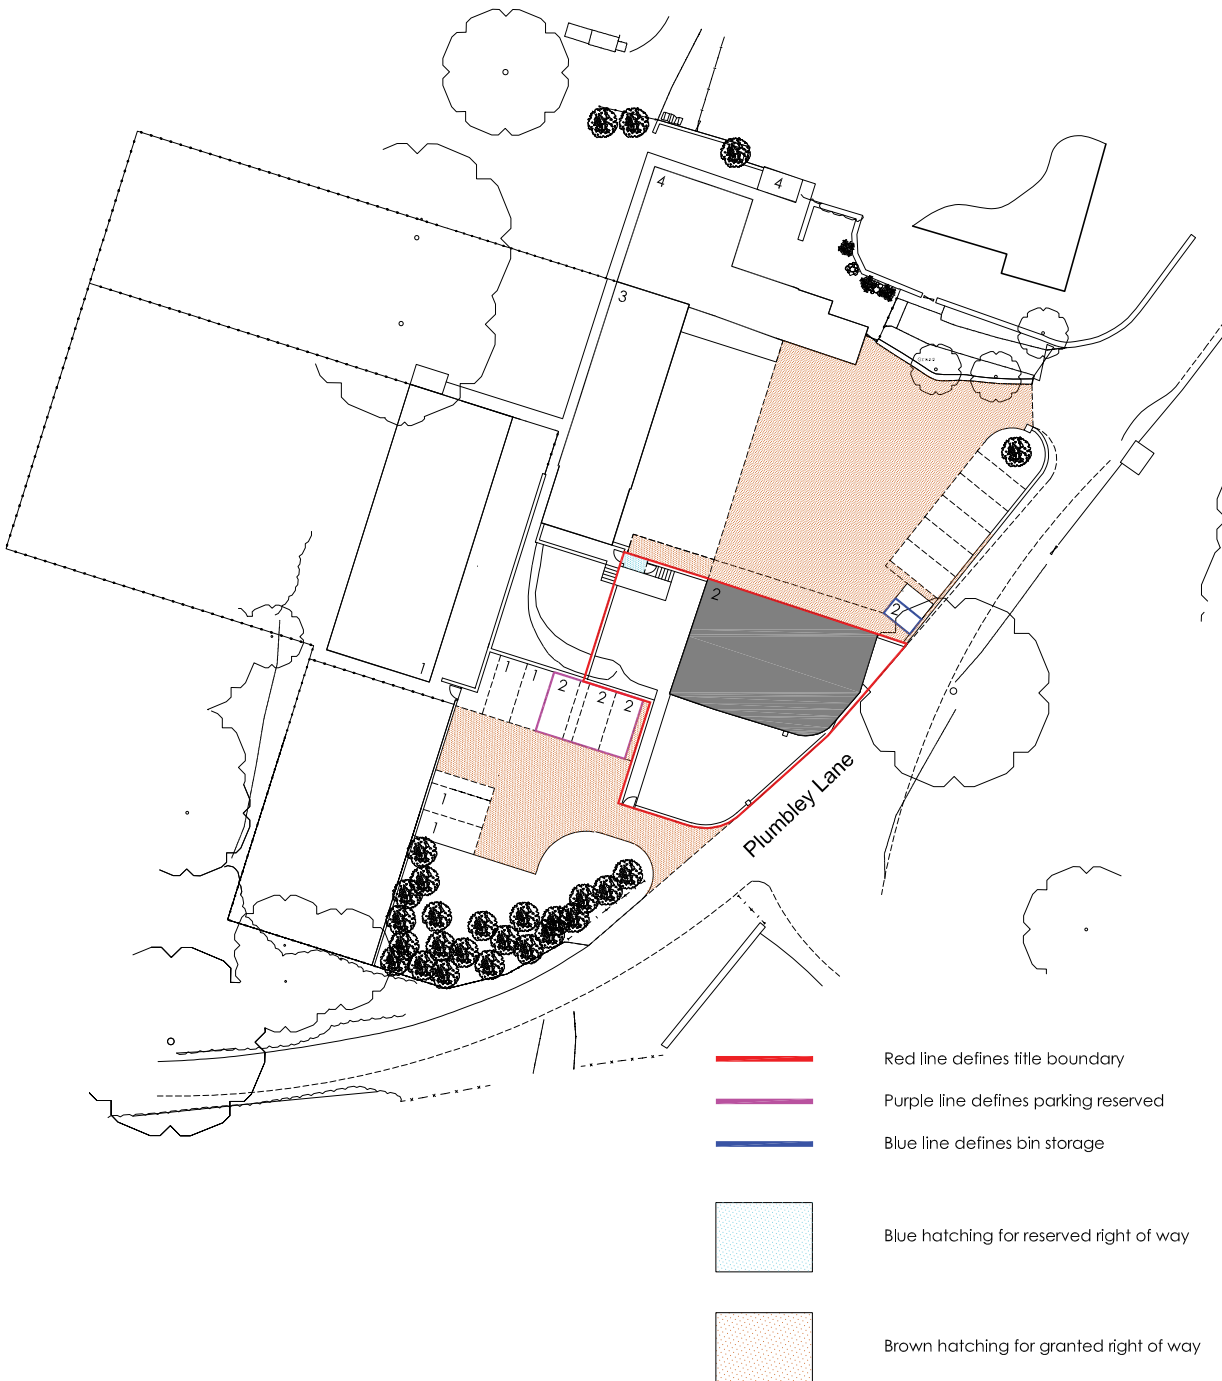 4
4
3
2
2
1
1
1
2
2
2
1
1
Plumbley Lane
Red line defines title boundary
Purple line defines parking reserved
Blue line defines bin storage
Blue hatching for reserved right of way
Brown hatching for granted right of way